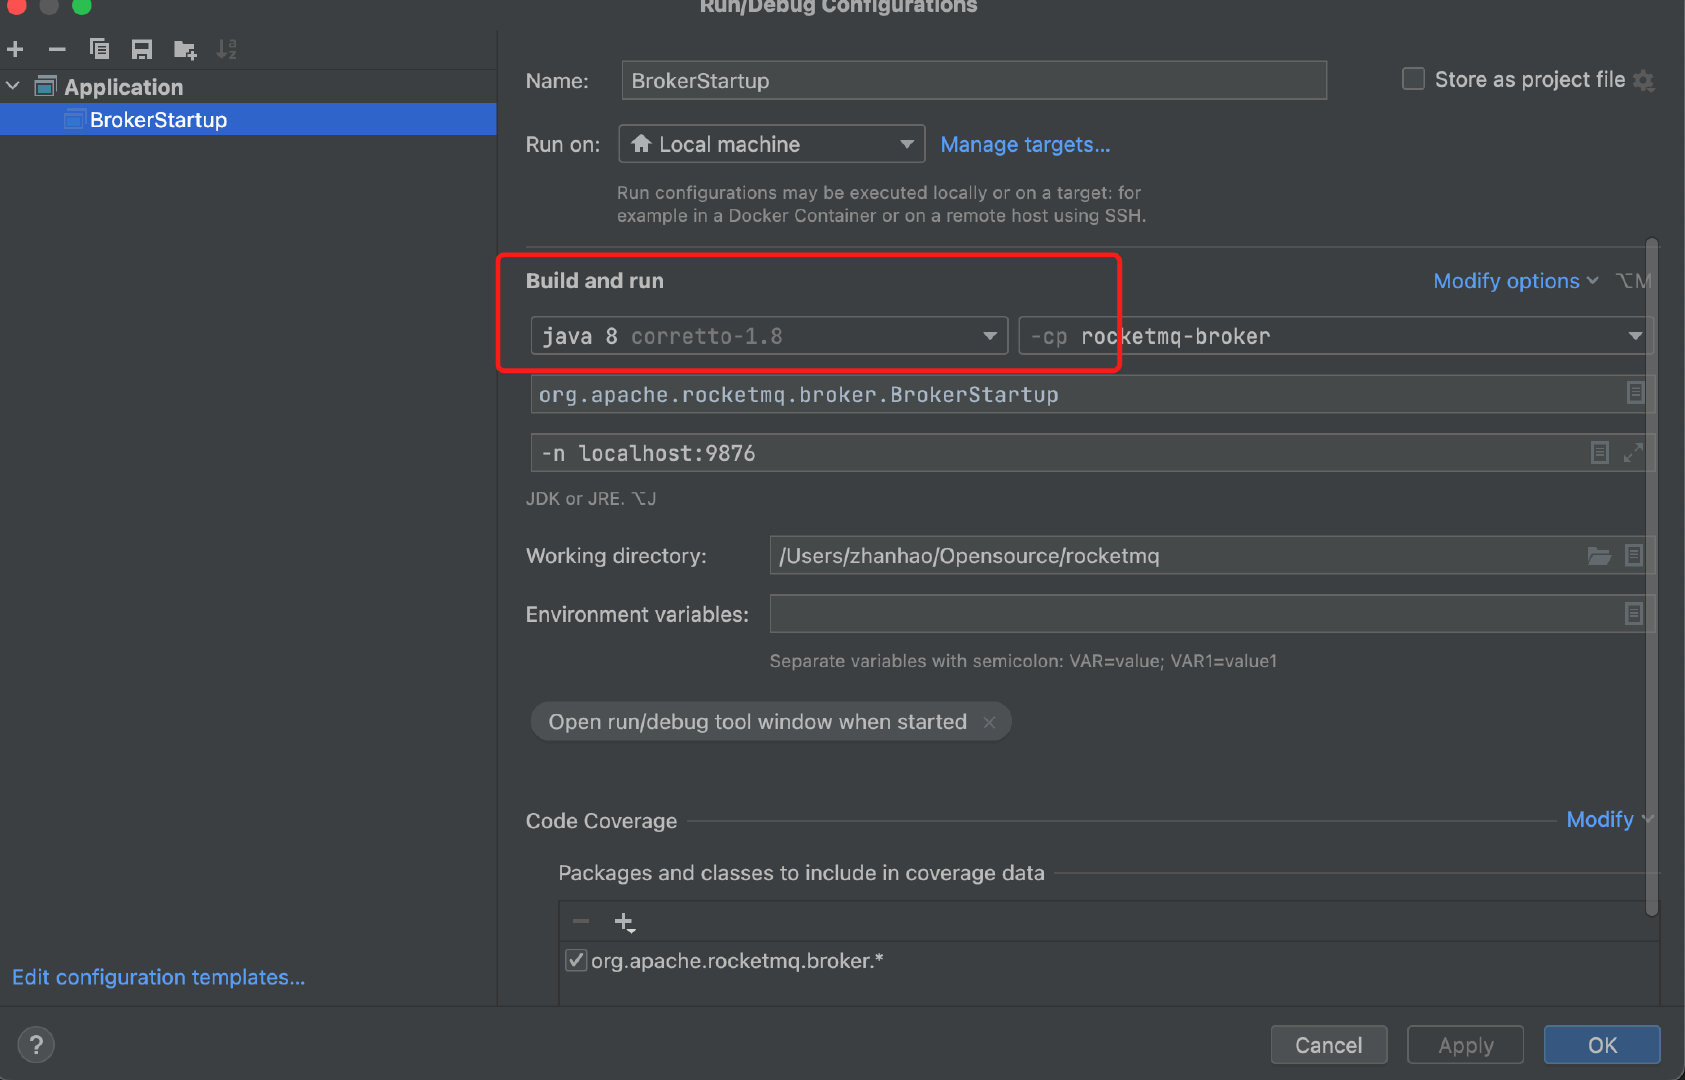 Run/Debug Configurations
Application
BrokerStartup
Name: BrokerStartup
Store as project file
Run on: Local machine Manage targets...
Run configurations may be executed locally or on a target: for
example in a Docker Container or on a remote host using SSH.
Build and run
Modify options ⌥M
java 8 corretto-1.8
-cp rocketmq-broker
org.apache.rocketmq.broker.BrokerStartup
-n localhost:9876
JDK or JRE. ⌥J
Working directory: /Users/zhanhao/Opensource/rocketmq
Environment variables:
Separate variables with semicolon: VAR=value; VAR1=value1
Open run/debug tool window when started ×
Code Coverage Modify
Packages and classes to include in coverage data
org.apache.rocketmq.broker.*
Edit configuration templates...
? Cancel Apply OK